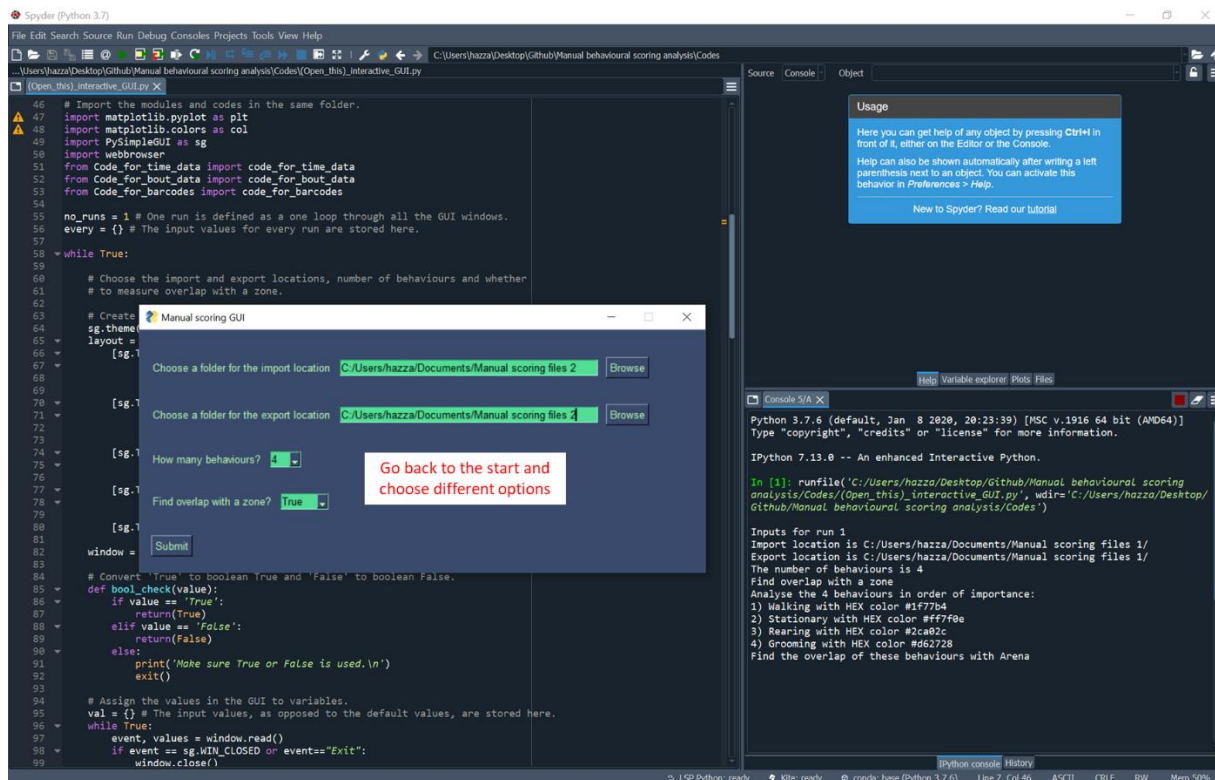 Spyder (Python 3.7)
File Edit Search Source Run Debug Consoles Projects Tools View Help
C:\Users\hazza\Desktop\Github\Manual behavioural scoring analysis\Codes
...\Users\hazza\Desktop\Github\Manual behavioural scoring analysis\Codes\(Open_this)_interactive_GUI.py
(Open_this)_interactive_GUI.py
46 # Import the modules and codes in the same folder.
47 import matplotlib.pyplot as plt
48 import matplotlib.colors as col
49 import PySimpleGUI as sg
50 import webbrowser
51 from Code_for_time_data import code_for_time_data
52 from Code_for_bout_data import code_for_bout_data
53 from Code_for_barcodes import code_for_barcodes
54
55 no_runs = 1 # One run is defined as a one loop through all the GUI windows.
56 every = {} # The input values for every run are stored here.
57
58 while True:
59
60 # Choose the import and export locations, number of behaviours and whether
61 # to measure overlap with a zone.
62
63 # Create
64 sg.theme(
65 layout =
66 [sg.T
67
68
69
70 [sg.T
71
72
73
74 [sg.T
75
76
77 [sg.T
78
79
80 [sg.T
81
82 window =
83
84 # Convert 'True' to boolean True and 'False' to boolean False.
85 def bool_check(value):
86 if value == 'True':
87 return(True)
88 elif value == 'False':
89 return(False)
90 else:
91 print('Make sure True or False is used.\n')
92 exit()
93
94 # Assign the values in the GUI to variables.
95 val = {} # The input values, as opposed to the default values, are stored here.
96 while True:
97 event, values = window.read()
98 if event == sg.WIN_CLOSED or event=="Exit":
99 window.close()
Manual scoring GUI
Choose a folder for the import location C:/Users/hazza/Documents/Manual scoring files 2 Browse
Choose a folder for the export location C:/Users/hazza/Documents/Manual scoring files 2 Browse
How many behaviours? 4
Find overlap with a zone? True
Submit
Go back to the start and
choose different options
Source Console Object
Usage
Here you can get help of any object by pressing Ctrl+I in
front of it, either on the Editor or the Console.
Help can also be shown automatically after writing a left
parenthesis next to an object. You can activate this
behavior in Preferences > Help.
New to Spyder? Read our tutorial
Help Variable explorer Plots Files
Console 5/A
Python 3.7.6 (default, Jan 8 2020, 20:23:39) [MSC v.1916 64 bit (AMD64)]
Type "copyright", "credits" or "license" for more information.
IPython 7.13.0 -- An enhanced Interactive Python.
In [1]: runfile('C:/Users/hazza/Desktop/Github/Manual behavioural scoring
analysis/Codes/(Open_this)_interactive_GUI.py', wdir='C:/Users/hazza/Desktop/
Github/Manual behavioural scoring analysis/Codes')
Inputs for run 1
Import location is C:/Users/hazza/Documents/Manual scoring files 1/
Export location is C:/Users/hazza/Documents/Manual scoring files 1/
The number of behaviours is 4
Find overlap with a zone
Analyse the 4 behaviours in order of importance:
1) Walking with HEX color #1f77b4
2) Stationary with HEX color #ff7f0e
3) Rearing with HEX color #2ca02c
4) Grooming with HEX color #d62728
Find the overlap of these behaviours with Arena
IPython console History
LSP Python: ready Kite: ready conda: base (Python 3.7.6) Line 7, Col 46 ASCII CRLF RW Mem 50%